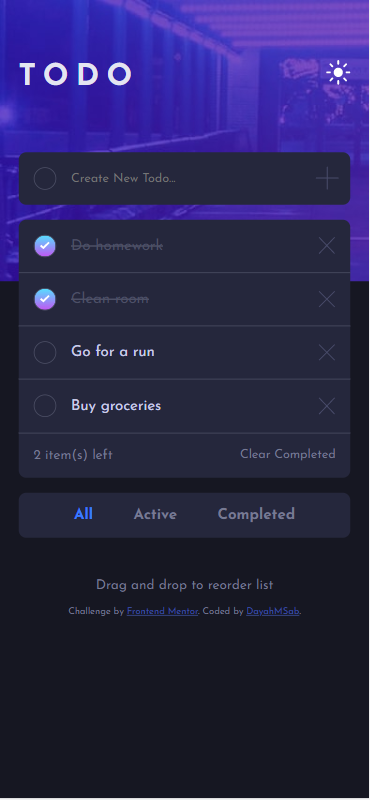 TODO
Create New Todo...
Do homework
Clean room
Go for a run
Buy groceries
2 item(s) left Clear Completed
All Active Completed
Drag and drop to reorder list
Challenge by Frontend Mentor. Coded by DayahMSab.